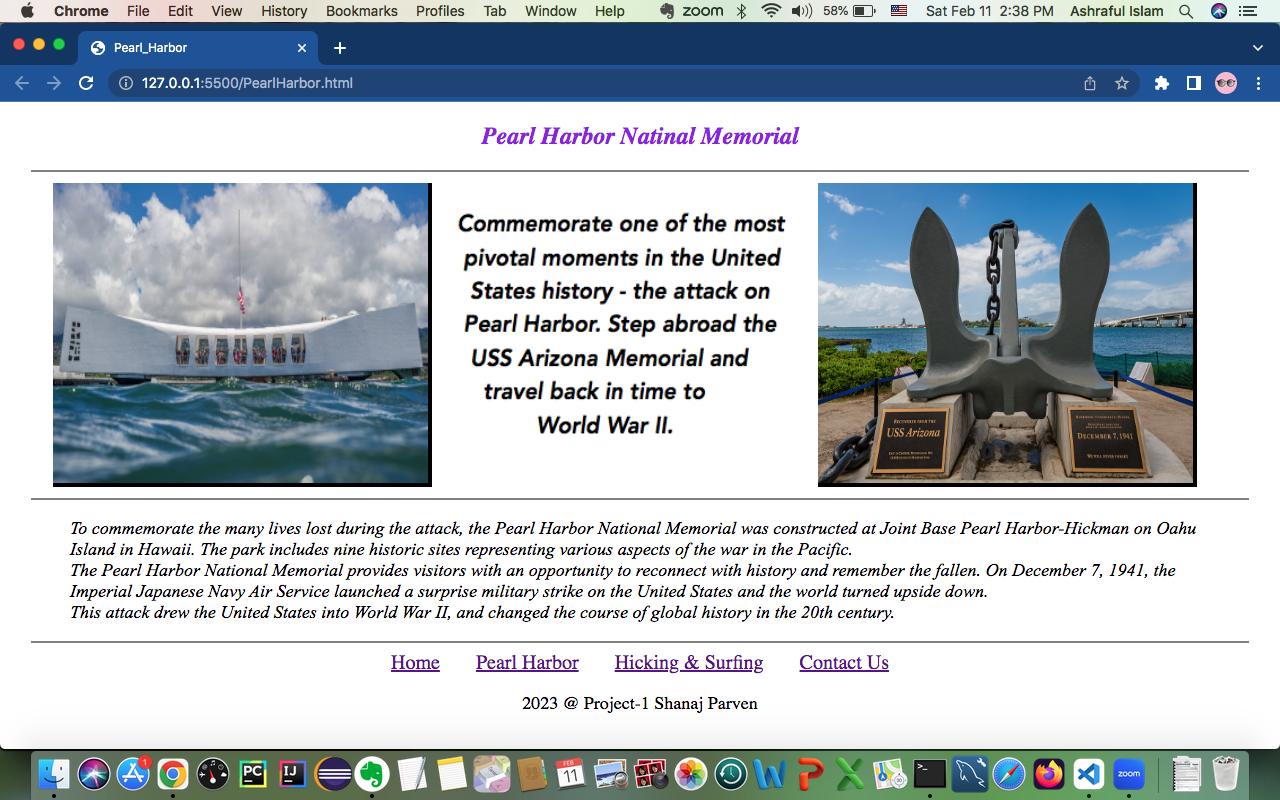 Chrome File Edit View History Bookmarks Profiles Tab Window Help zoom 58% Sat Feb 11 2:38 PM Ashraful Islam
Pearl_Harbor
127.0.0.1:5500/PearlHarbor.html
Pearl Harbor Natinal Memorial
Commemorate one of the most
pivotal moments in the United
States history - the attack on
Pearl Harbor. Step abroad the
USS Arizona Memorial and
travel back in time to
World War II.
RECOVERED FROM THE
USS Arizona
DECEMBER 7, 1941
WE WILL NEVER FORGET
To commemorate the many lives lost during the attack, the Pearl Harbor National Memorial was constructed at Joint Base Pearl Harbor-Hickman on Oahu
Island in Hawaii. The park includes nine historic sites representing various aspects of the war in the Pacific.
The Pearl Harbor National Memorial provides visitors with an opportunity to reconnect with history and remember the fallen. On December 7, 1941, the
Imperial Japanese Navy Air Service launched a surprise military strike on the United States and the world turned upside down.
This attack drew the United States into World War II, and changed the course of global history in the 20th century.
Home Pearl Harbor Hicking & Surfing Contact Us
2023 @ Project-1 Shanaj Parven
1
PC
IJ
FEB
11
zoom